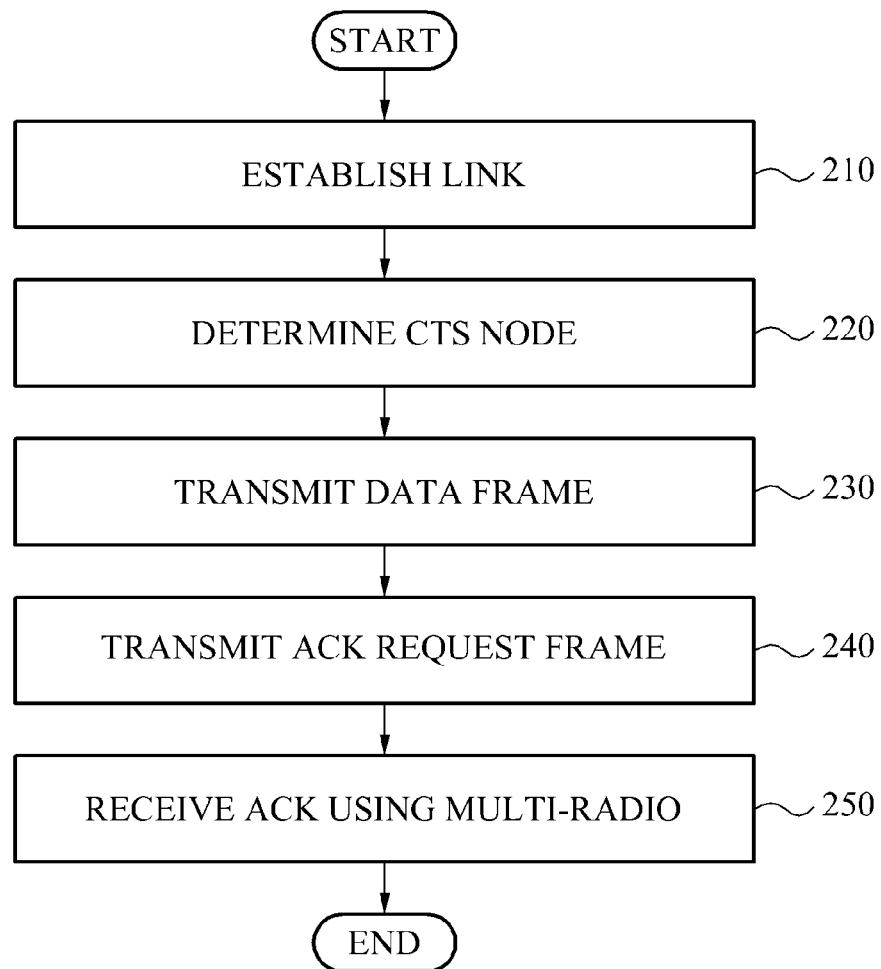 START
ESTABLISH LINK
210
DETERMINE CTS NODE
220
TRANSMIT DATA FRAME
230
TRANSMIT ACK REQUEST FRAME
240
RECEIVE ACK USING MULTI-RADIO
250
END